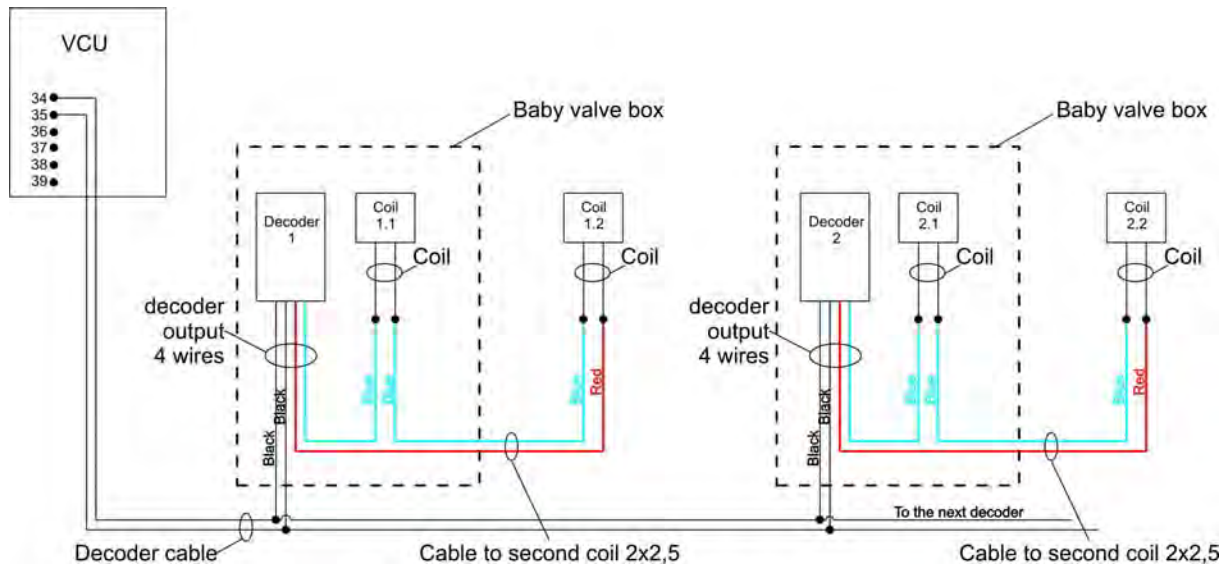 VCU
34
35
36
37
38
39
Baby valve box
Baby valve box
Decoder
1
Coil
1.1
Coil
1.2
Decoder
2
Coil
2.1
Coil
2.2
Coil
Coil
Coil
Coil
decoder
output
4 wires
decoder
output
4 wires
Black
Black
Blue
Blue
Blue
Red
Black
Black
Blue
Blue
Blue
Red
To the next decoder
Decoder cable
Cable to second coil 2x2,5
Cable to second coil 2x2,5